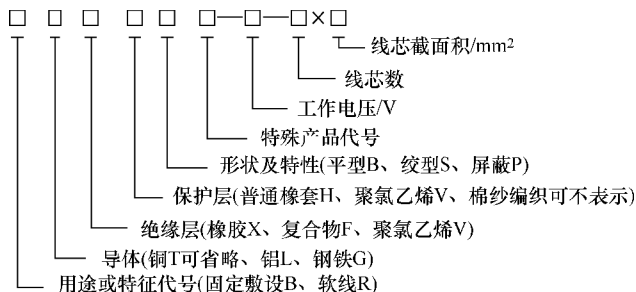 □ □ □ □ □ □—□—□×□
线芯截面积/mm²
线芯数
工作电压/V
特殊产品代号
形状及特性(平型B、绞型S、屏蔽P)
保护层(普通橡套H、聚氯乙烯V、棉纱编织可不表示)
绝缘层(橡胶X、复合物F、聚氯乙烯V)
导体(铜T可省略、铝L、钢铁G)
用途或特征代号(固定敷设B、软线R)